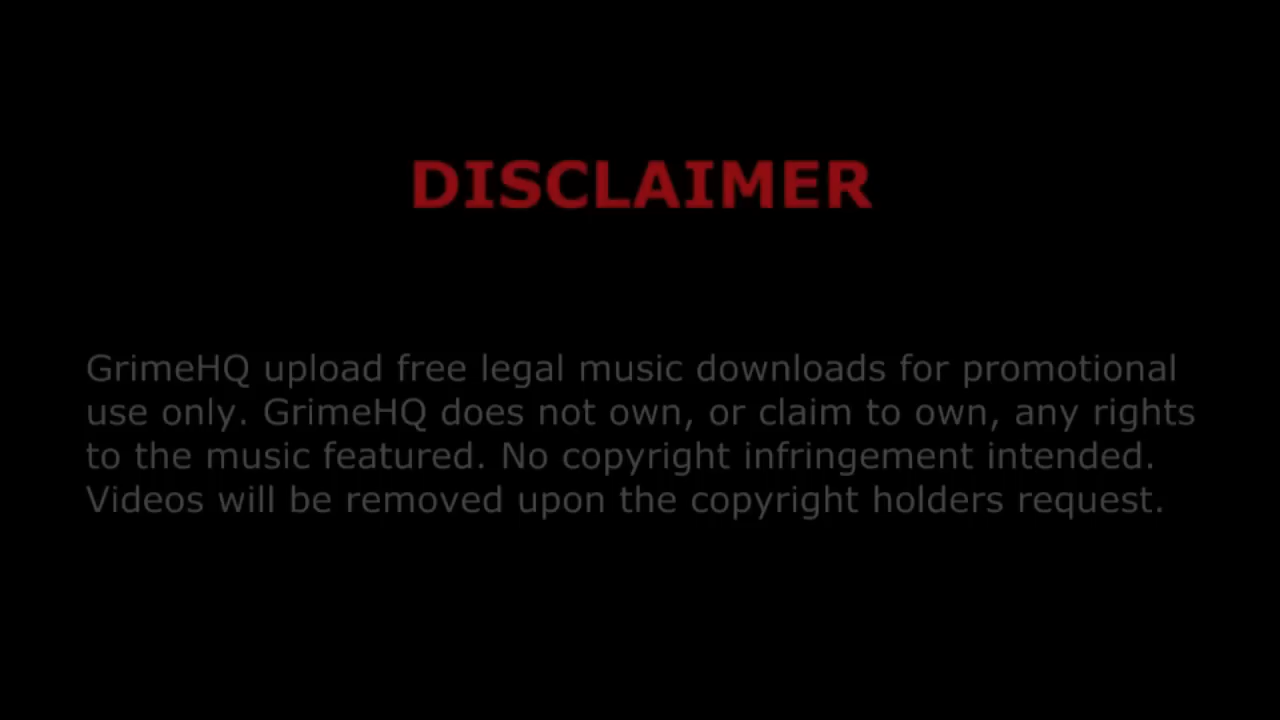 DISCLAIMER
GrimeHQ upload free legal music downloads for promotional
use only. GrimeHQ does not own, or claim to own, any rights
to the music featured. No copyright infringement intended.
Videos will be removed upon the copyright holders request.